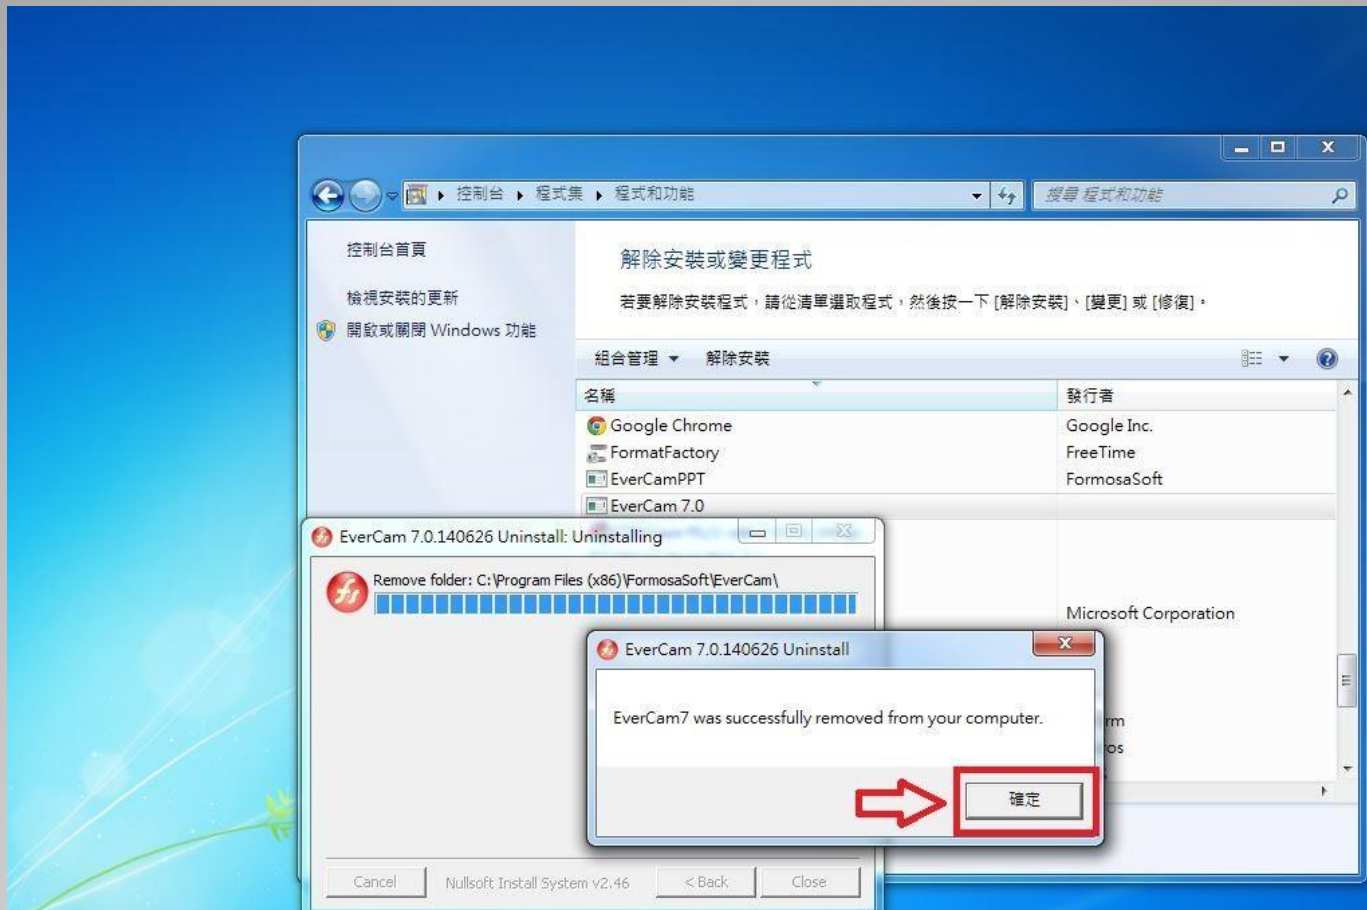 控制台 程式集 程式和功能
搜尋 程式和功能
控制台首頁
檢視安裝的更新
開啟或關閉 Windows 功能
解除安裝或變更程式
若要解除安裝程式，請從清單選取程式，然後按一下 [解除安裝]、[變更] 或 [修復]。
組合管理 解除安裝
名稱 發行者
Google Chrome Google Inc.
FormatFactory FreeTime
EverCamPPT FormosaSoft
EverCam 7.0
Microsoft Corporation
EverCam 7.0.140626 Uninstall: Uninstalling
Remove folder: C:\Program Files (x86)\FormosaSoft\EverCam\
EverCam 7.0.140626 Uninstall
EverCam7 was successfully removed from your computer.
確定
Cancel Nullsoft Install System v2.46 < Back Close